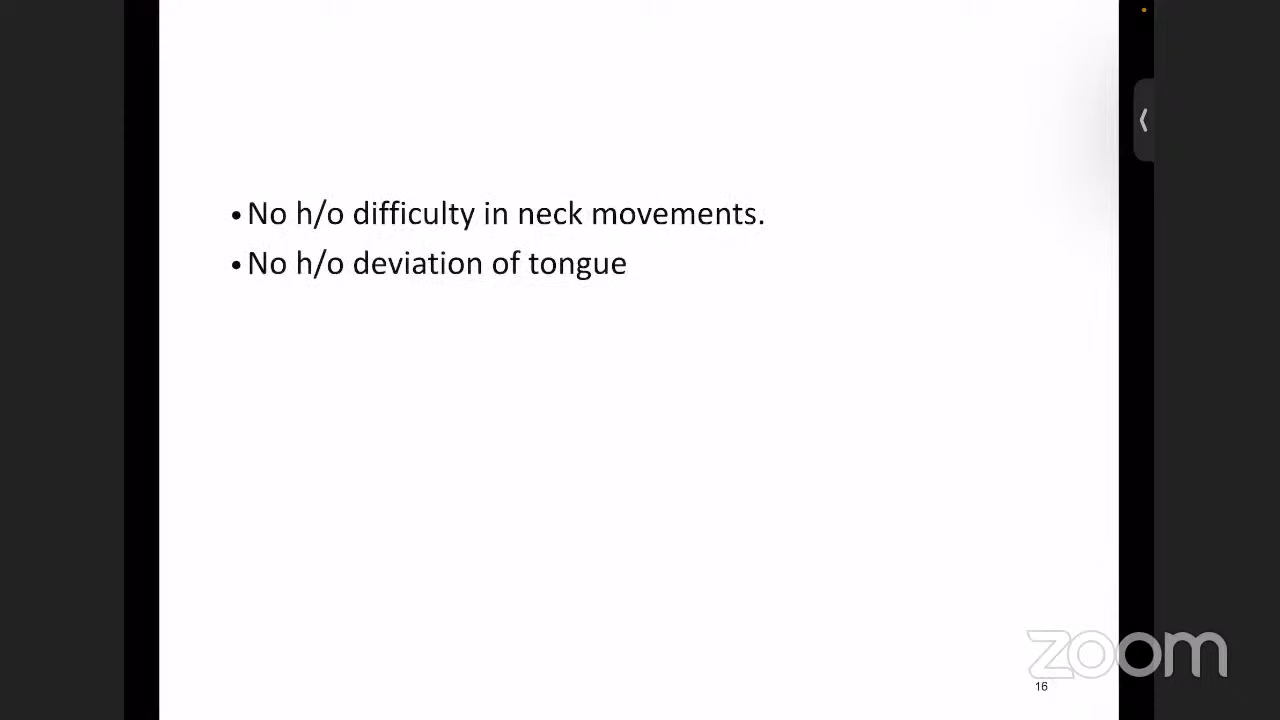 • No h/o difficulty in neck movements.
• No h/o deviation of tongue
zoom
16